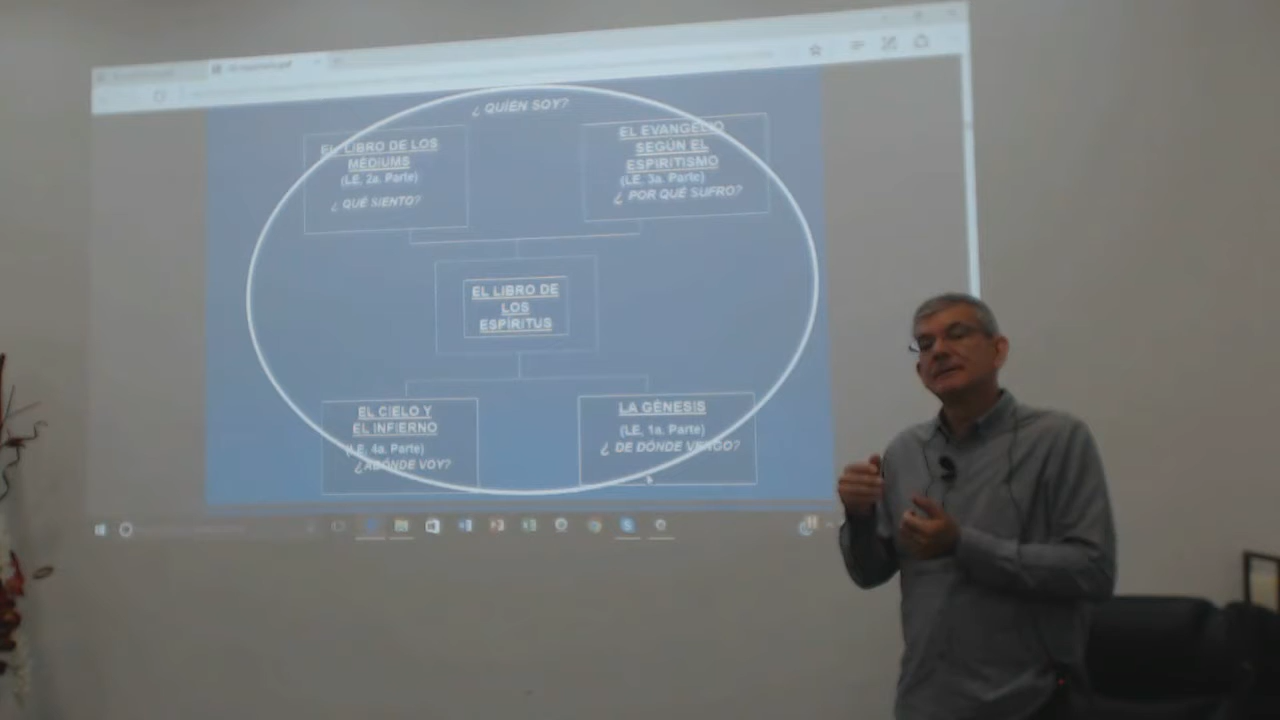 ¿ QUIÉN SOY?
EL LIBRO DE LOS
MÉDIUMS
(LE, 2a. Parte)
¿ QUÉ SIENTO?
EL EVANGELIO
SEGÚN EL
ESPIRITISMO
(LE, 3a. Parte)
¿ POR QUÉ SUFRO?
EL LIBRO DE
LOS
ESPÍRITUS
EL CIELO Y
EL INFIERNO
(LE, 4a. Parte)
¿ADÓNDE VOY?
LA GÉNESIS
(LE, 1a. Parte)
¿ DE DÓNDE VENGO?